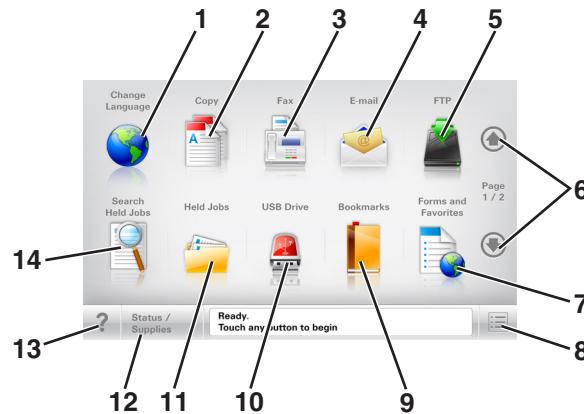 1 2 3 4 5
Change
Language
Copy
Fax
E-mail
FTP
A
@
6
Page
1 / 2
Search
Held Jobs
Held Jobs
USB Drive
Bookmarks
Forms and
Favorites
14
7
?
Status /
Supplies
Ready.
Touch any button to begin
13
12
11
10
9
8